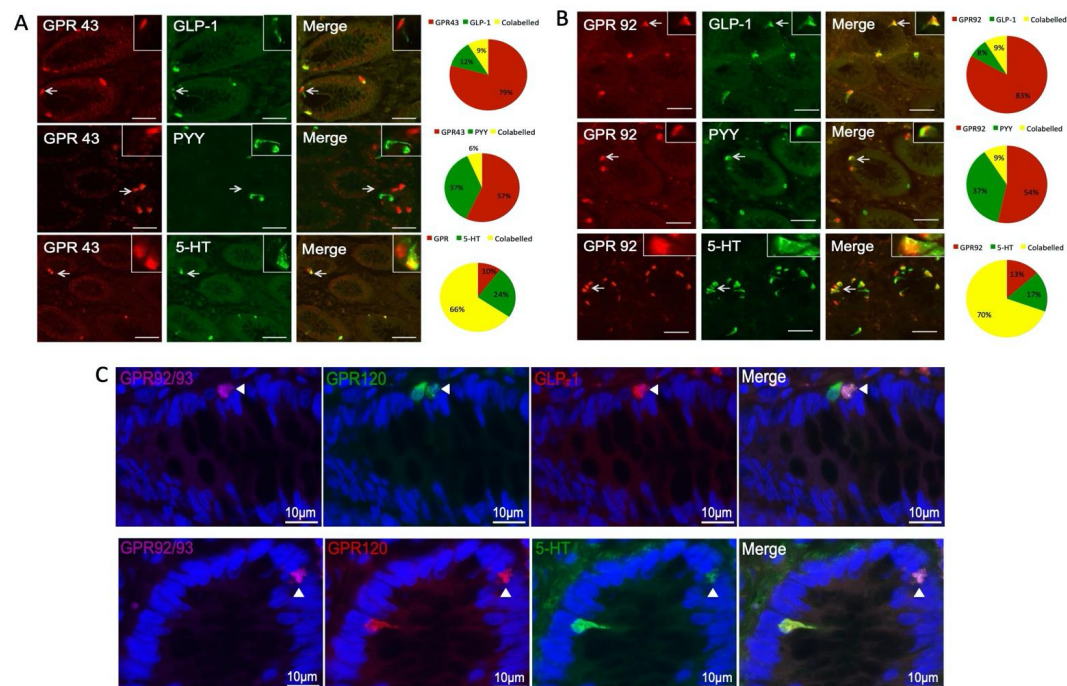 A
GPR 43
GLP-1
Merge
GPR43 GLP-1 Colabelled
9%
12%
79%
GPR 43
PYY
Merge
GPR43 PYY Colabelled
6%
37%
57%
GPR 43
5-HT
Merge
GPR 5-HT Colabelled
10%
24%
66%
B
GPR 92
GLP-1
Merge
GPR92 GLP-1 Colabelled
9%
8%
83%
GPR 92
PYY
Merge
GPR92 PYY Colabelled
9%
37%
54%
GPR 92
5-HT
Merge
GPR92 5-HT Colabelled
13%
17%
70%
C
GPR92/93
GPR120
GLP-1
Merge
10µm
10µm
10µm
10µm
GPR92/93
GPR120
5-HT
Merge
10µm
10µm
10µm
10µm